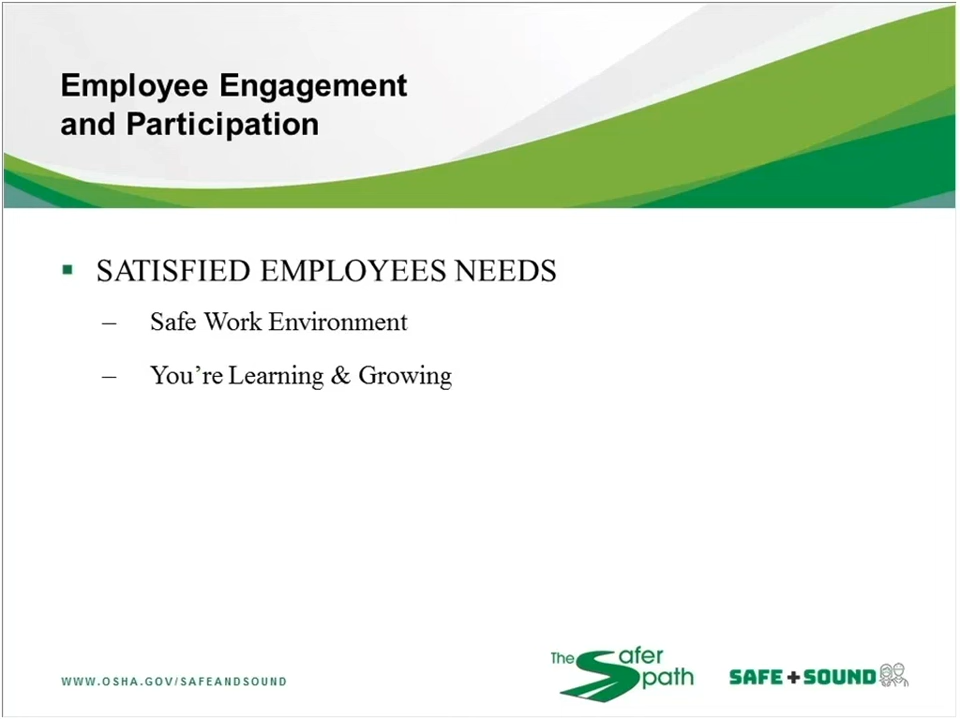 Employee Engagement
and Participation
▪ SATISFIED EMPLOYEES NEEDS
– Safe Work Environment
– You’re Learning & Growing
WWW.OSHA.GOV/SAFEANDSOUND
The Safer
path
SAFE + SOUND